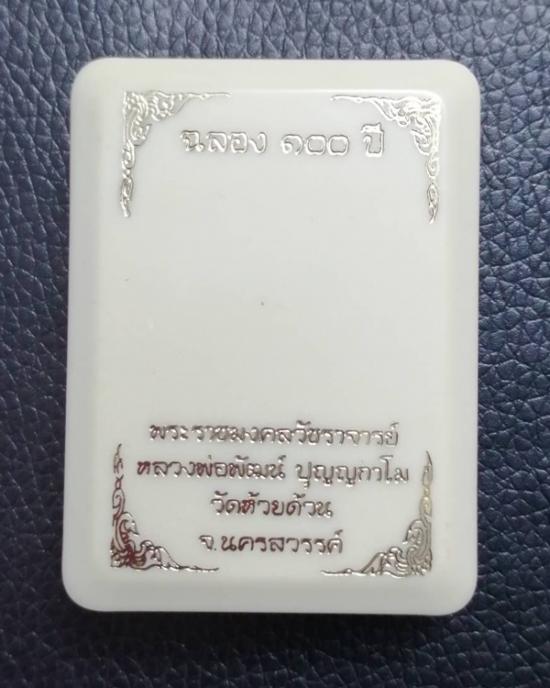 ฉลอง ๑๐๐ ปี
พระราชมงคลวัชราจารย์
หลวงพ่อพัฒน์ ปุญญกาโม
วัดห้วยด้วน
จ.นครสวรรค์